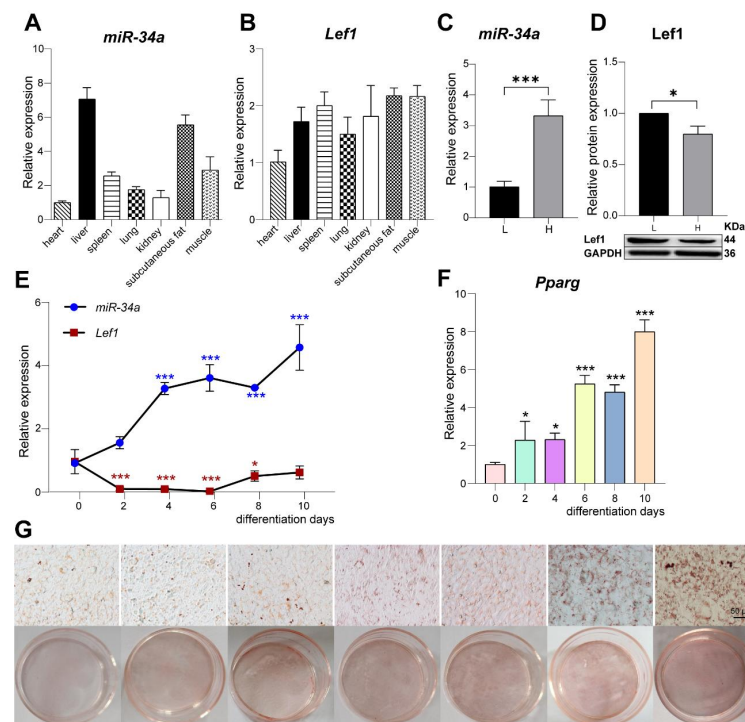 A
miR-34a
Relative expression
10
8
6
4
2
0
heart
liver
spleen
lung
kidney
subcutaneous fat
muscle
B
Lef1
Relative expression
3
2
1
0
heart
liver
spleen
lung
kidney
subcutaneous fat
muscle
C
miR-34a
Relative expression
5
4
3
2
1
0
***
L
H
D
Lef1
Relative protein expression
1.5
1.0
0.5
0.0
*
L
H
KDa
Lef1
44
GAPDH
36
E
miR-34a
Lef1
Relative expression
6
4
2
0
***
***
***
***
***
***
***
*
0
2
4
6
8
10
differentiation days
F
Pparg
Relative expression
10
8
6
4
2
0
*
*
***
***
***
0
2
4
6
8
10
differentiation days
G
50